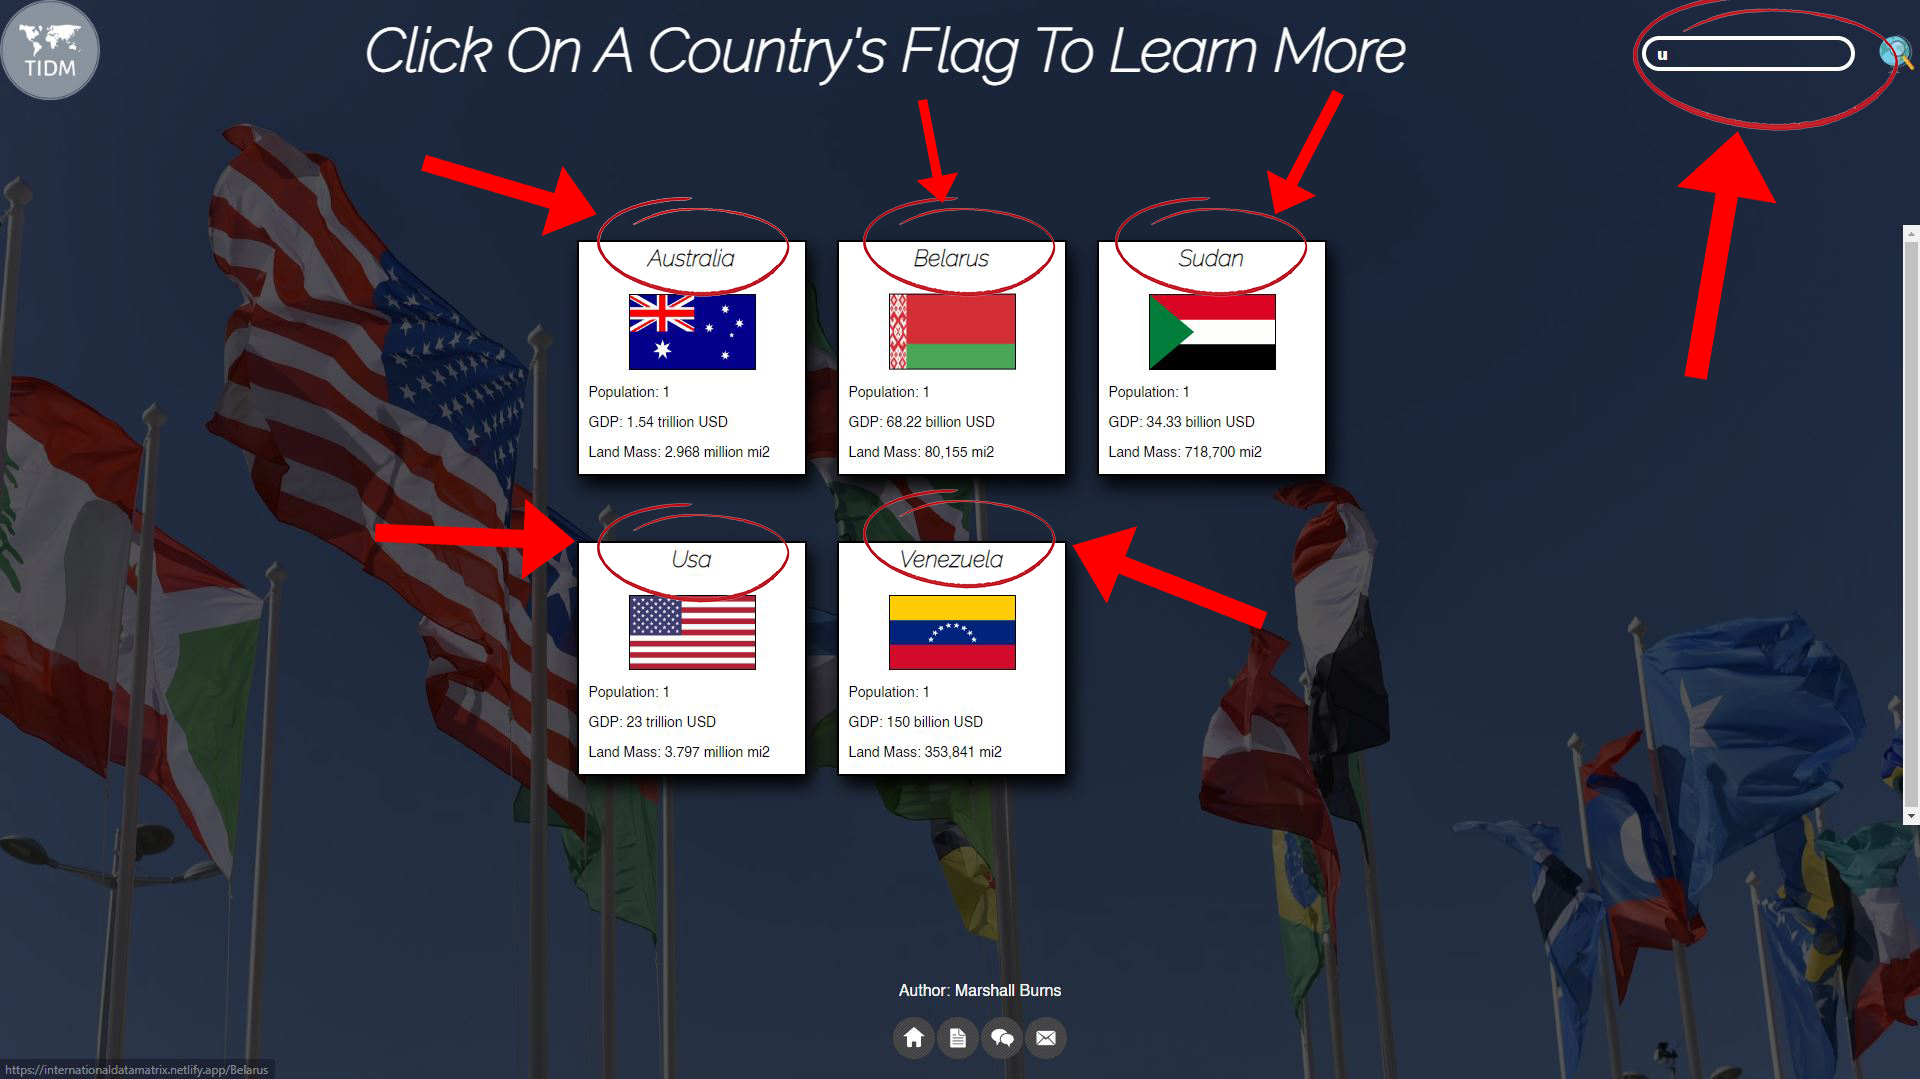 TIDM
Click On A Country's Flag To Learn More
u
Australia
Population: 1
GDP: 1.54 trillion USD
Land Mass: 2.968 million mi2
Belarus
Population: 1
GDP: 68.22 billion USD
Land Mass: 80,155 mi2
Sudan
Population: 1
GDP: 34.33 billion USD
Land Mass: 718,700 mi2
Usa
Population: 1
GDP: 23 trillion USD
Land Mass: 3.797 million mi2
Venezuela
Population: 1
GDP: 150 billion USD
Land Mass: 353,841 mi2
Author: Marshall Burns
https://internationaldatamatrix.netlify.app/Belarus